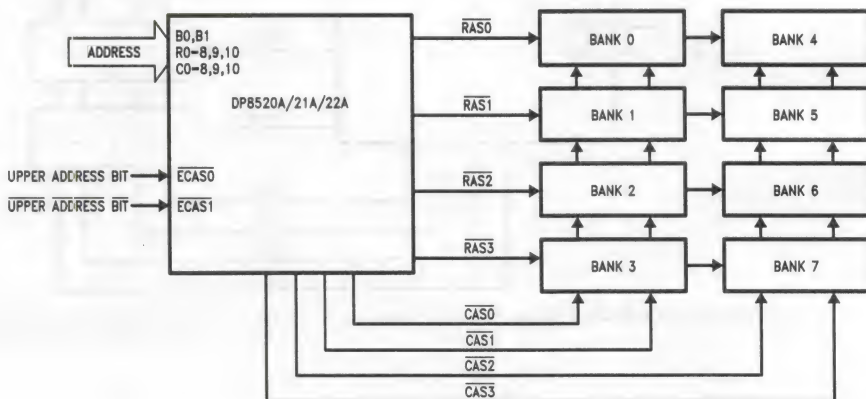 ADDRESS
B0,B1
R0-8,9,10
C0-8,9,10
DP8520A/21A/22A
UPPER ADDRESS BIT
ECAS0
UPPER ADDRESS BIT
ECAS1
RAS0
RAS1
RAS2
RAS3
BANK 0
BANK 4
BANK 1
BANK 5
BANK 2
BANK 6
BANK 3
BANK 7
CAS0
CAS1
CAS2
CAS3